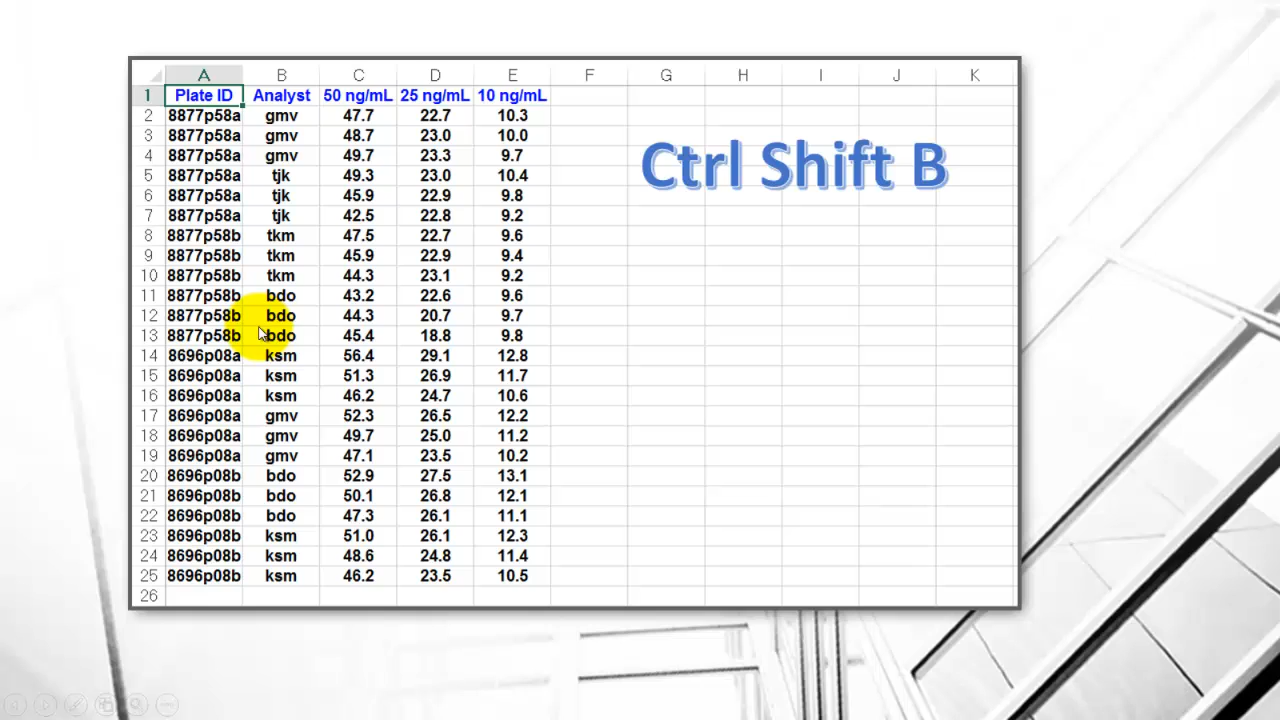 A B C D E F G H I J K
1 Plate ID Analyst 50 ng/mL 25 ng/mL 10 ng/mL
2 8877p58a gmv 47.7 22.7 10.3
3 8877p58a gmv 48.7 23.0 10.0
4 8877p58a gmv 49.7 23.3 9.7
Ctrl Shift B
5 8877p58a tjk 49.3 23.0 10.4
6 8877p58a tjk 45.9 22.9 9.8
7 8877p58a tjk 42.5 22.8 9.2
8 8877p58b tkm 47.5 22.7 9.6
9 8877p58b tkm 45.9 22.9 9.4
10 8877p58b tkm 44.3 23.1 9.2
11 8877p58b bdo 43.2 22.6 9.6
12 8877p58b bdo 44.3 20.7 9.7
13 8877p58b bdo 45.4 18.8 9.8
14 8696p08a ksm 56.4 29.1 12.8
15 8696p08a ksm 51.3 26.9 11.7
16 8696p08a ksm 46.2 24.7 10.6
17 8696p08a gmv 52.3 26.5 12.2
18 8696p08a gmv 49.7 25.0 11.2
19 8696p08a gmv 47.1 23.5 10.2
20 8696p08b bdo 52.9 27.5 13.1
21 8696p08b bdo 50.1 26.8 12.1
22 8696p08b bdo 47.3 26.1 11.1
23 8696p08b ksm 51.0 26.1 12.3
24 8696p08b ksm 48.6 24.8 11.4
25 8696p08b ksm 46.2 23.5 10.5
26